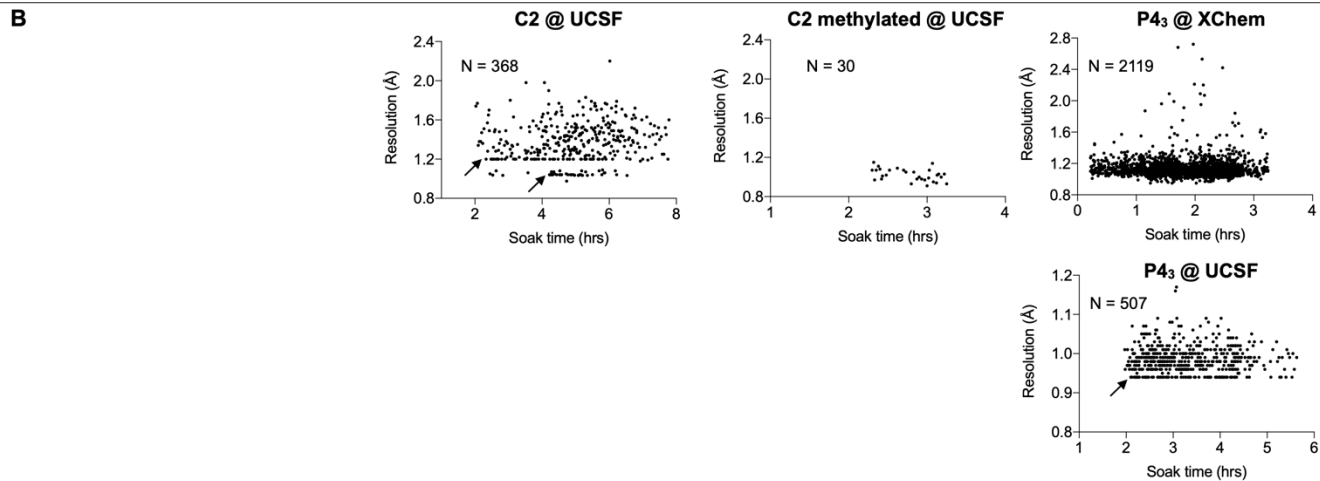 B
C2 @ UCSF
2.4
2.0
1.6
1.2
0.8
Resolution (Å)
N = 368
2
4
6
8
Soak time (hrs)
C2 methylated @ UCSF
2.4
2.0
1.6
1.2
0.8
Resolution (Å)
N = 30
1
2
3
4
Soak time (hrs)
P4₃ @ XChem
2.8
2.4
2.0
1.6
1.2
0.8
Resolution (Å)
N = 2119
0
1
2
3
4
Soak time (hrs)
P4₃ @ UCSF
1.2
1.1
1.0
0.9
0.8
Resolution (Å)
N = 507
1
2
3
4
5
6
Soak time (hrs)